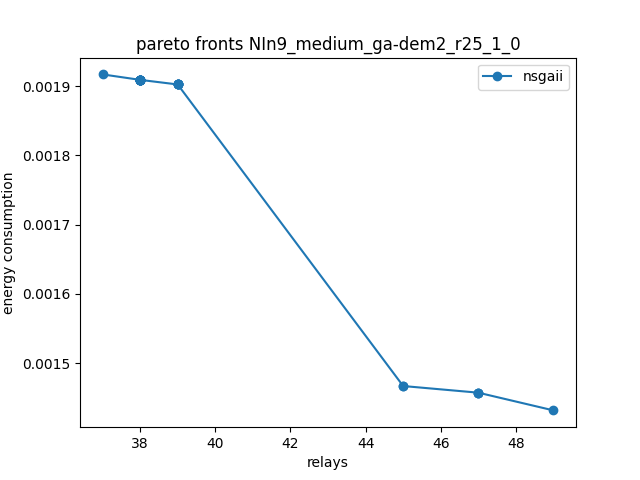 pareto fronts NIn9_medium_ga-dem2_r25_1_0
nsgaii
energy consumption
0.0019
0.0018
0.0017
0.0016
0.0015
38 40 42 44 46 48
relays